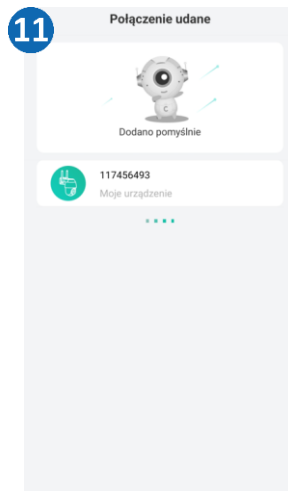 11
Połączenie udane
Dodano pomyślnie
117456493
Moje urządzenie